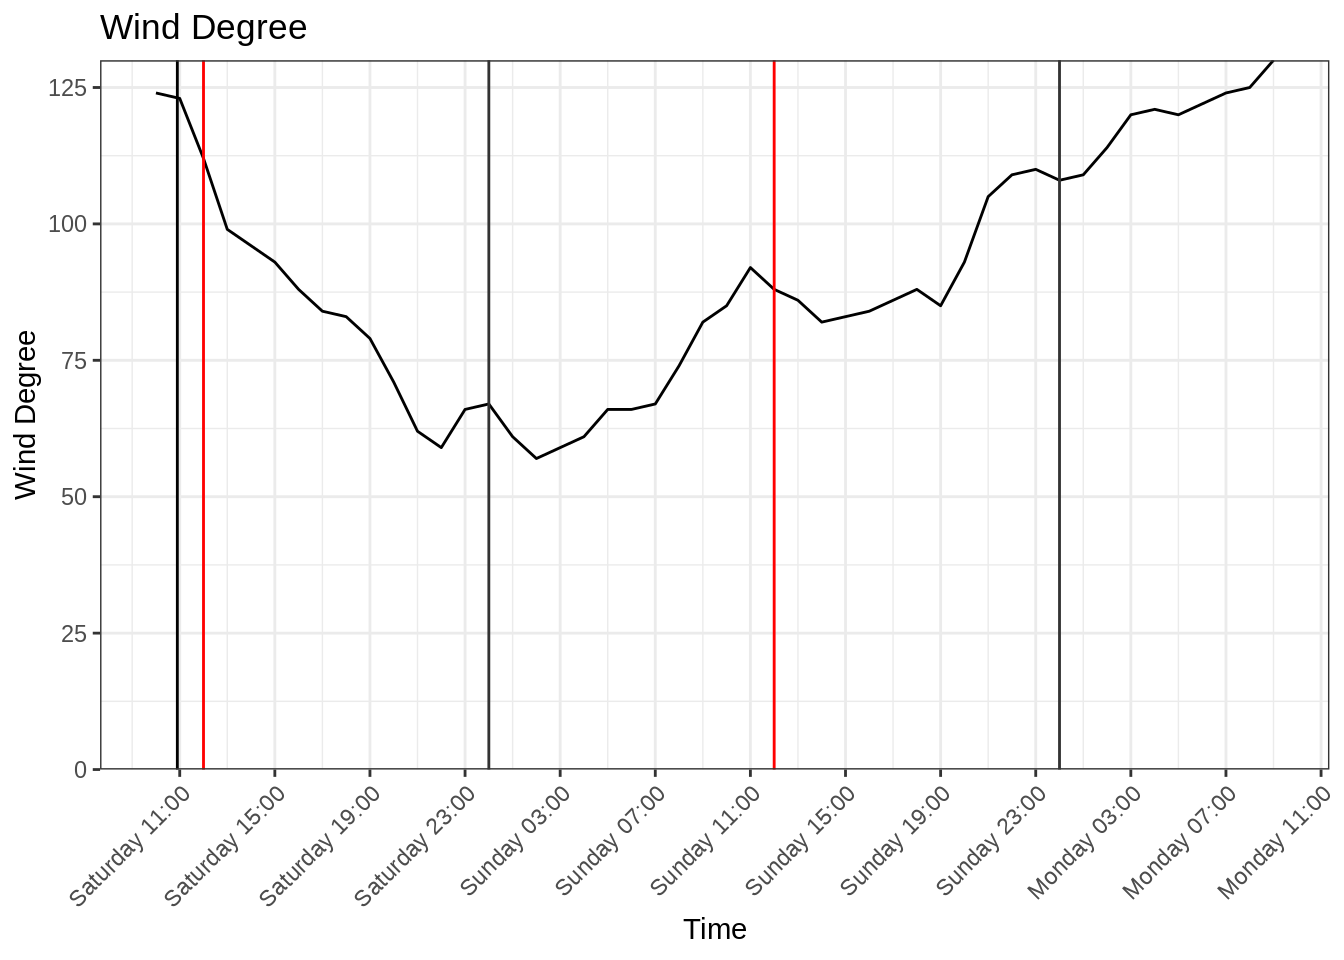 Wind Degree
Wind Degree
125
100
75
50
25
0
Saturday 11:00
Saturday 15:00
Saturday 19:00
Saturday 23:00
Sunday 03:00
Sunday 07:00
Sunday 11:00
Sunday 15:00
Sunday 19:00
Sunday 23:00
Monday 03:00
Monday 07:00
Monday 11:00
Time